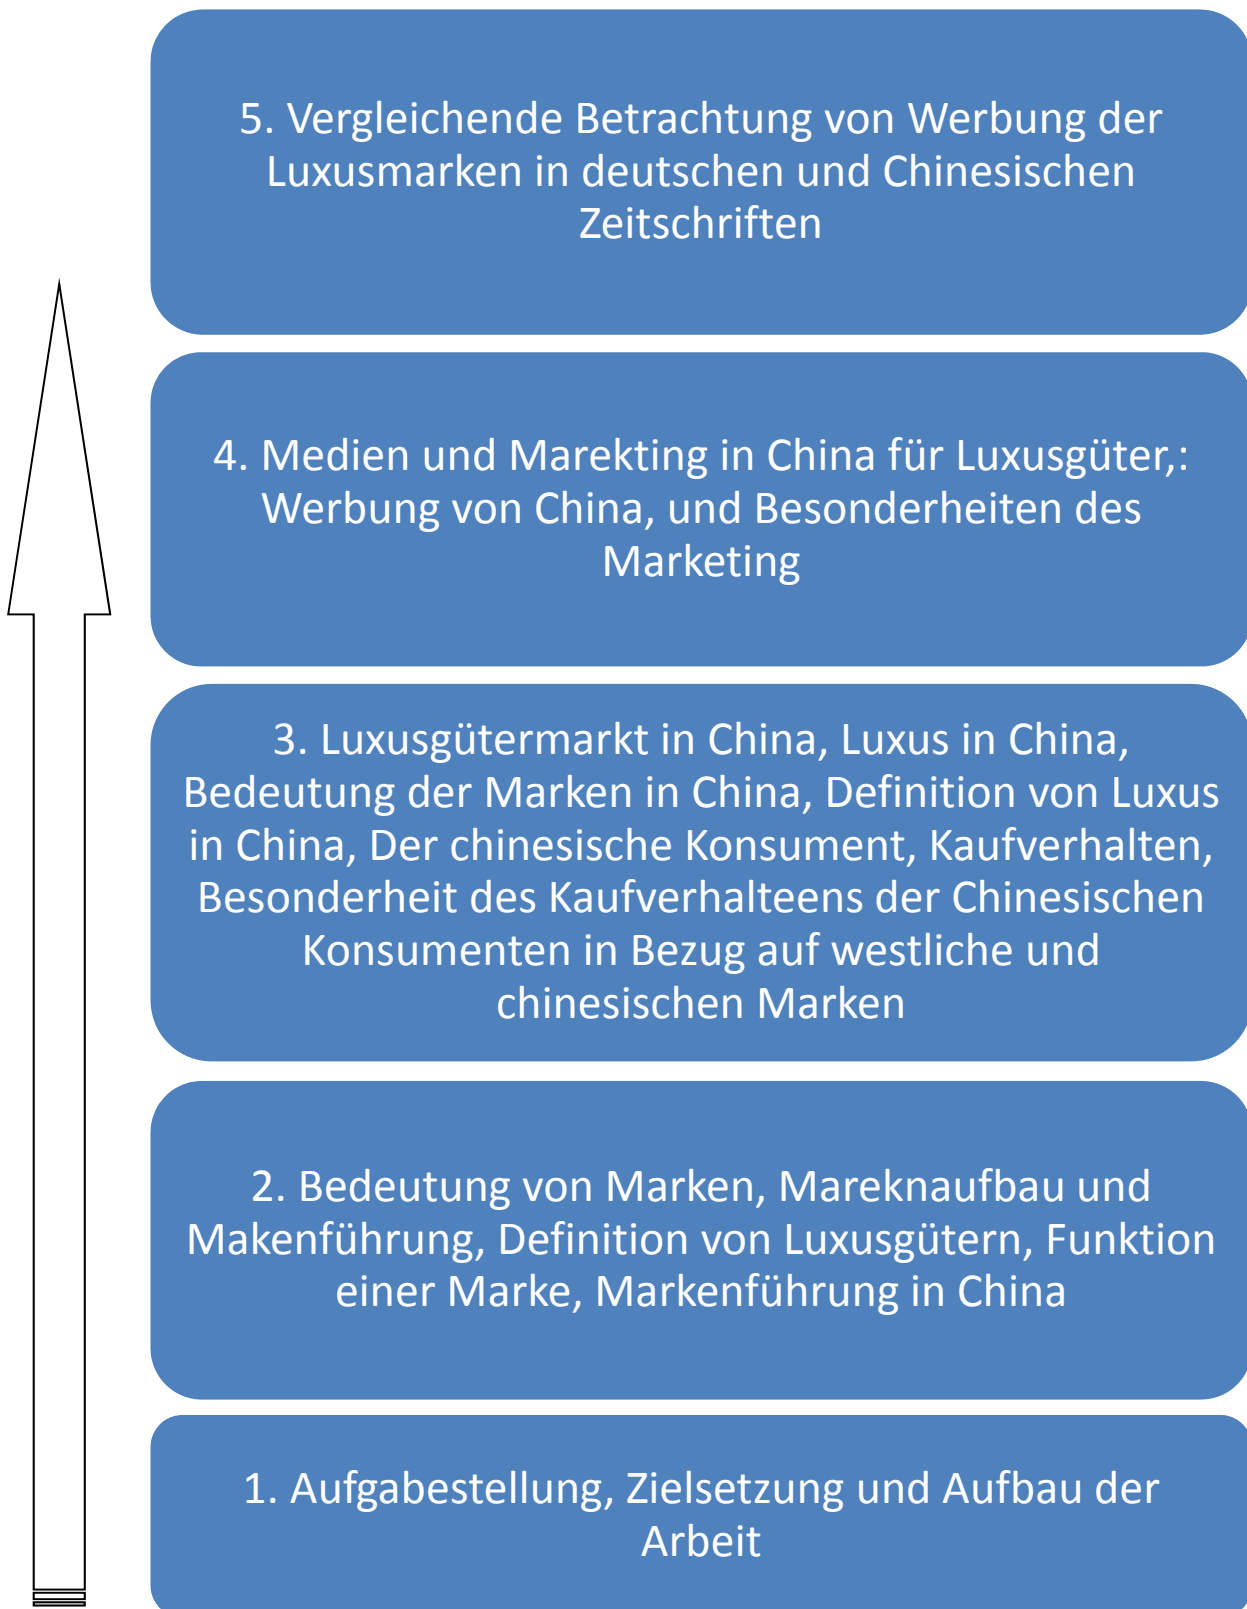 5. Vergleichende Betrachtung von Werbung der
Luxusmarken in deutschen und Chinesischen
Zeitschriften
4. Medien und Marekting in China für Luxusgüter,:
Werbung von China, und Besonderheiten des
Marketing
3. Luxusgütermarkt in China, Luxus in China,
Bedeutung der Marken in China, Definition von Luxus
in China, Der chinesische Konsument, Kaufverhalten,
Besonderheit des Kaufverhalteens der Chinesischen
Konsumenten in Bezug auf westliche und
chinesischen Marken
2. Bedeutung von Marken, Mareknaufbau und
Makenführung, Definition von Luxusgütern, Funktion
einer Marke, Markenführung in China
1. Aufgabestellung, Zielsetzung und Aufbau der
Arbeit